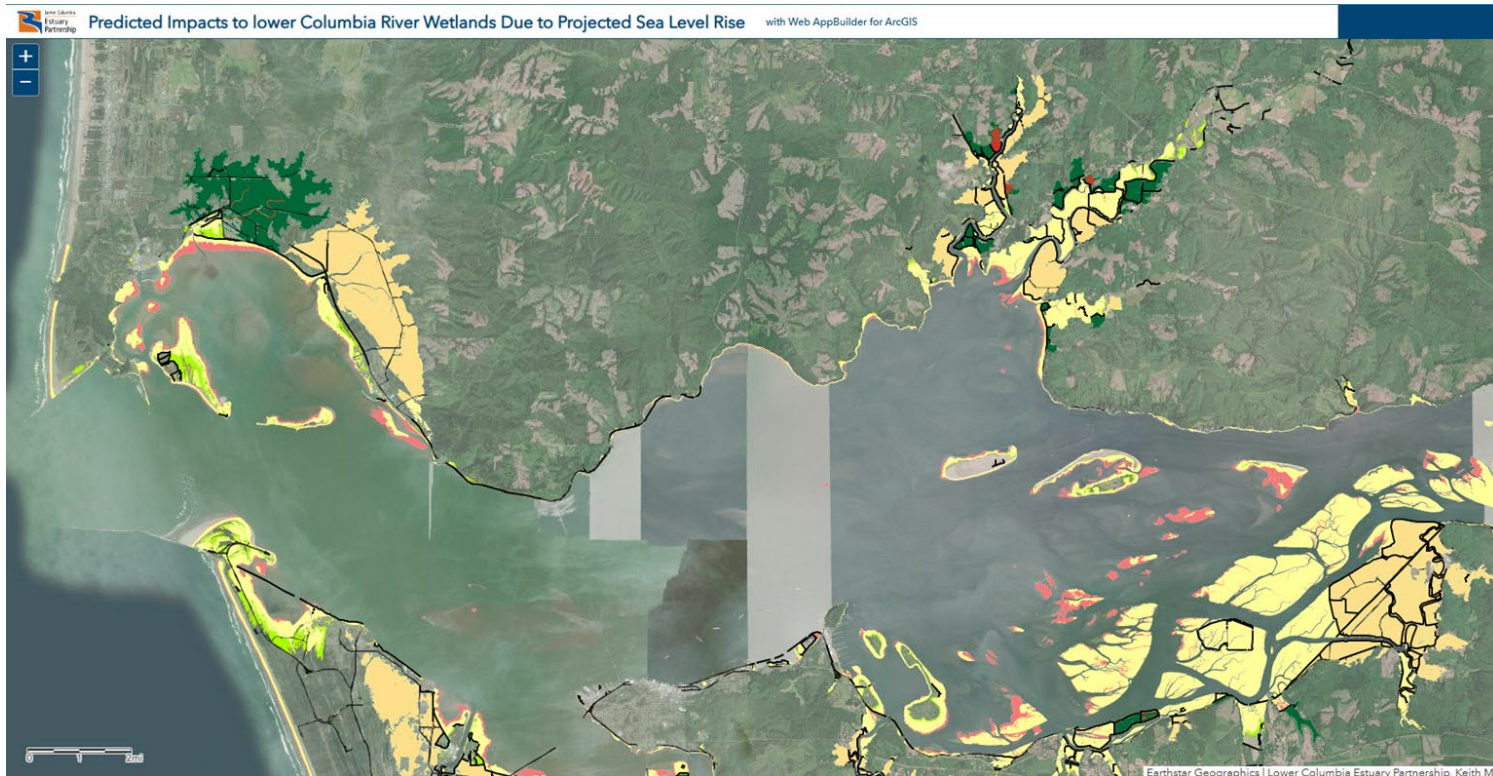 Lower Columbia
Estuary
Partnership
Predicted Impacts to lower Columbia River Wetlands Due to Projected Sea Level Rise
with Web AppBuilder for ArcGIS
+
−
0 1 2mi
Earthstar Geographics | Lower Columbia Estuary Partnership, Keith M